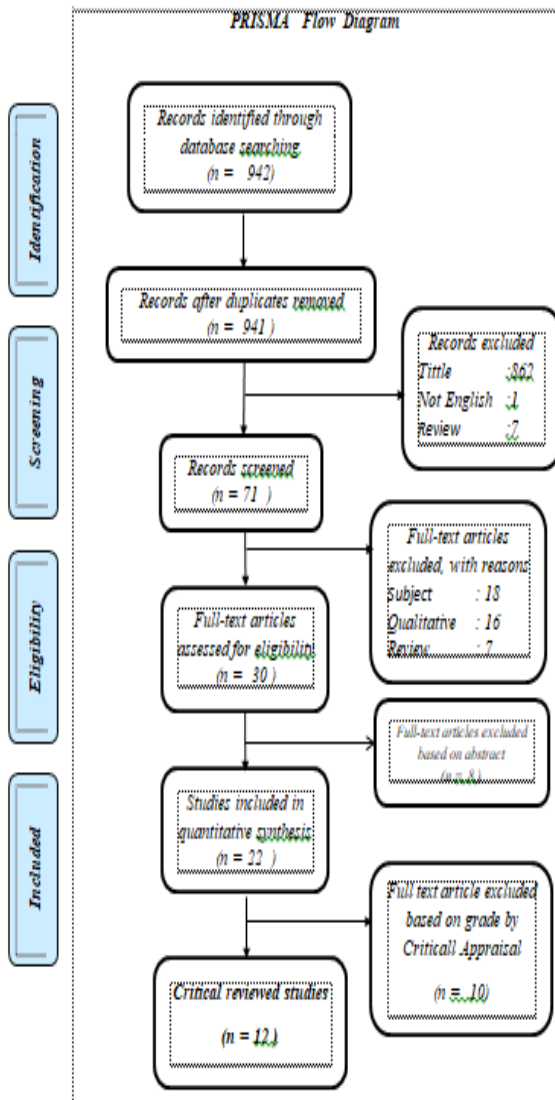 PRISMA Flow Diagram
Identification
Records identified through
database searching
(n = 942)
Records after duplicates removed
(n = 941 )
Screening
Records excluded
Tittle :862
Not English :1
Review :7
Records screened
(n = 71 )
Full-text articles
excluded, with reasons
Subject : 18
Qualitative : 16
Review : 7
Eligibility
Full-text articles
assessed for eligibility
(n = 30 )
Full-text articles excluded
based on abstract
(n = 8 )
Included
Studies included in
quantitative synthesis
(n = 22 )
Full text article excluded
based on grade by
Criticall Appraisal
(n = 10)
Critical reviewed studies
(n = 12 )